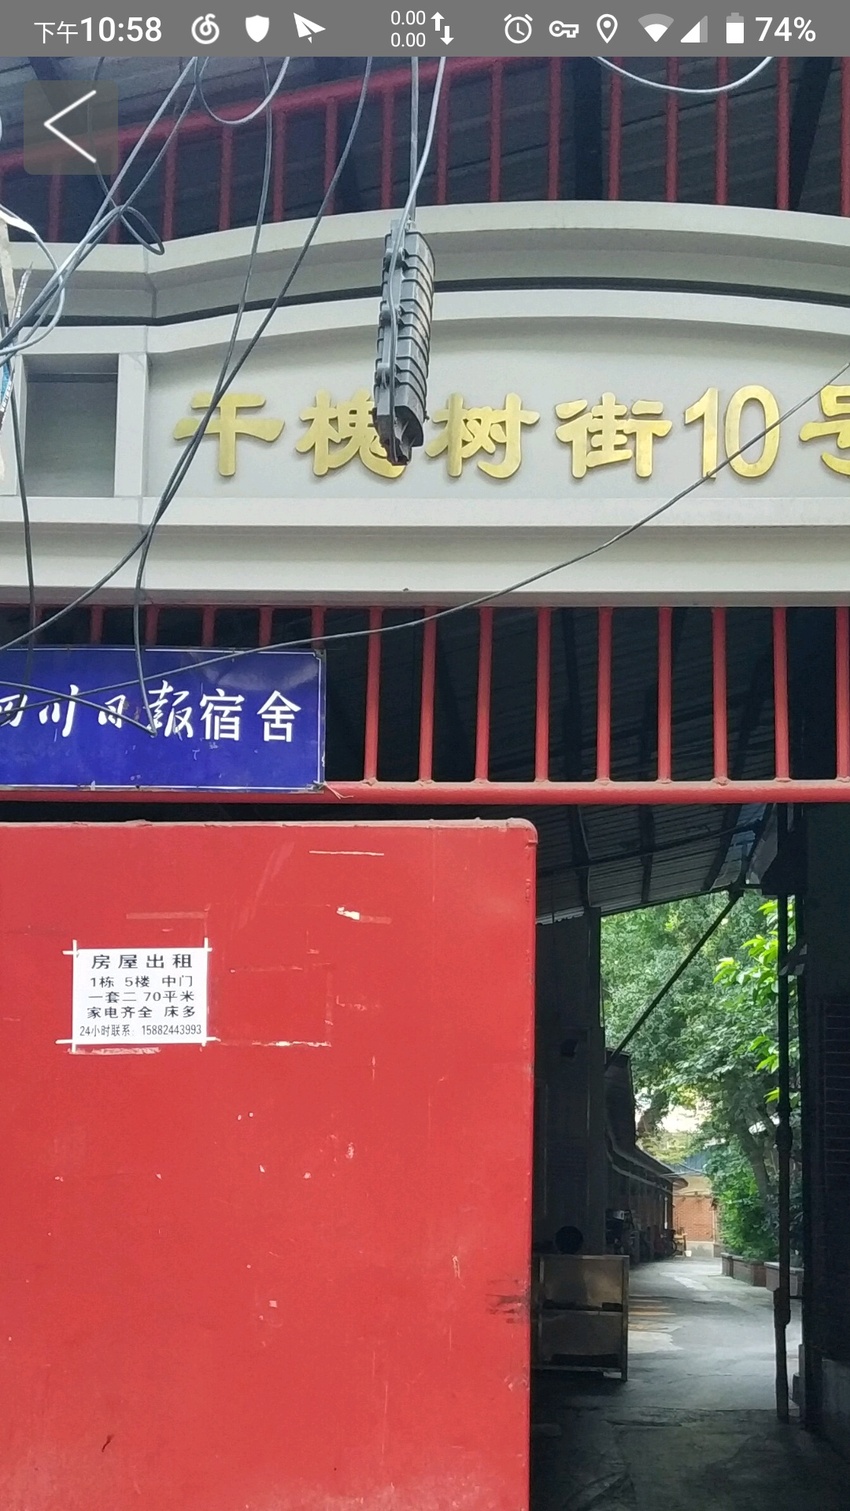 下午10:58
0.00
0.00
74%
干槐树街10号
四川日报宿舍
房屋出租
1栋 5楼 中门
一套二 70平米
家电齐全 床多
24小时联系：15882443993